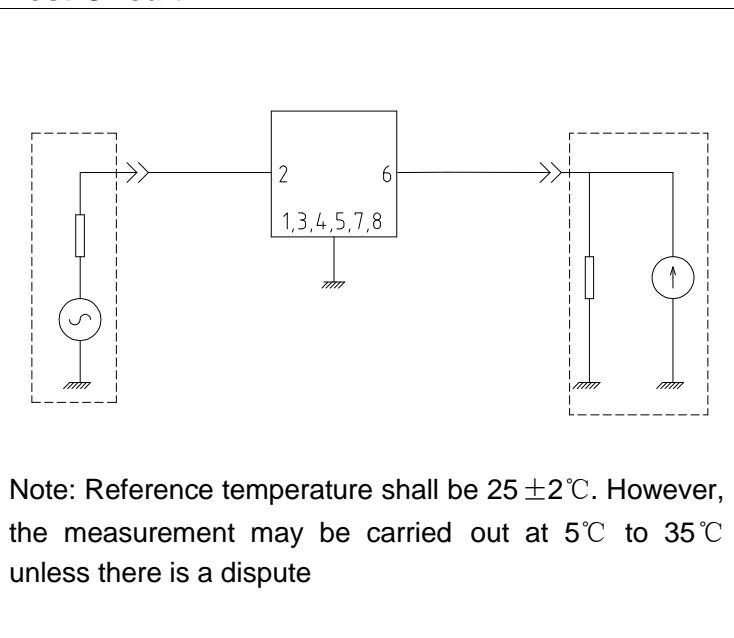 2
6
1,3,4,5,7,8
Note: Reference temperature shall be 25 ±2℃. However,
the measurement may be carried out at 5℃ to 35℃
unless there is a dispute